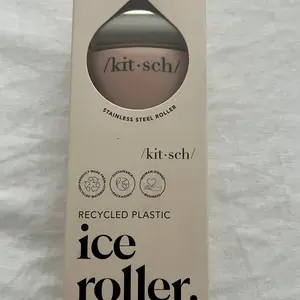 /kit·sch/
STAINLESS STEEL ROLLER
/kit·sch/
RECYCLED PLASTIC
ice
roller.